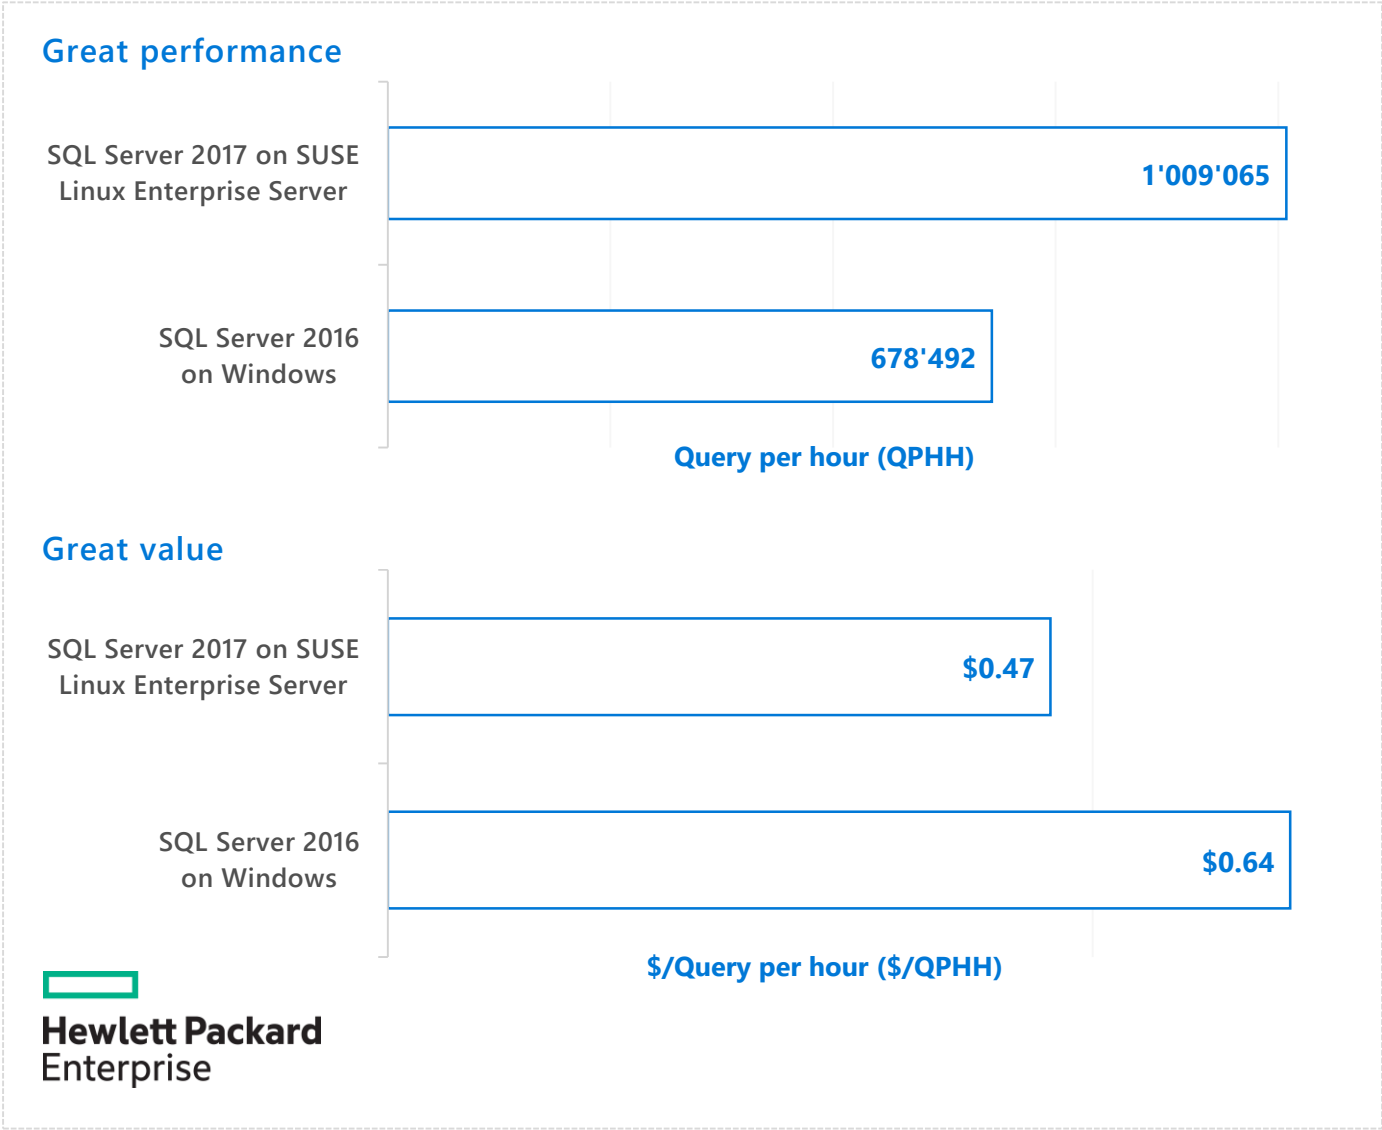 Great performance
SQL Server 2017 on SUSE
Linux Enterprise Server
1'009'065
SQL Server 2016
on Windows
678'492
Query per hour (QPHH)
Great value
SQL Server 2017 on SUSE
Linux Enterprise Server
$0.47
SQL Server 2016
on Windows
$0.64
$/Query per hour ($/QPHH)
Hewlett Packard
Enterprise